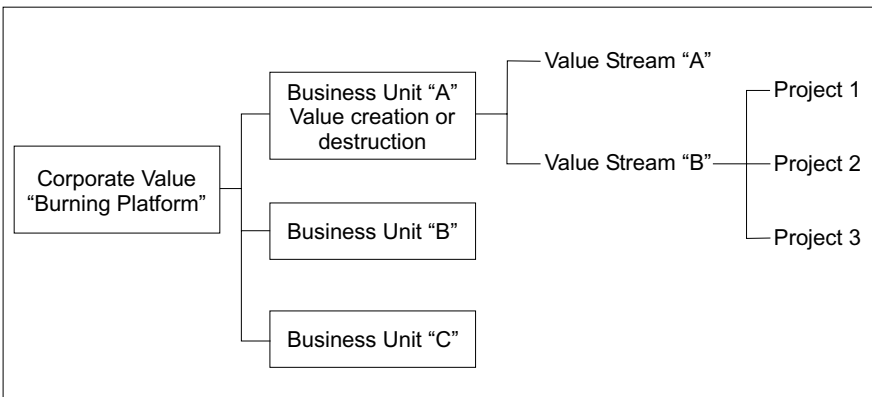 Corporate Value
“Burning Platform”
Business Unit “A”
Value creation or
destruction
Business Unit “B”
Business Unit “C”
Value Stream “A”
Value Stream “B”
Project 1
Project 2
Project 3